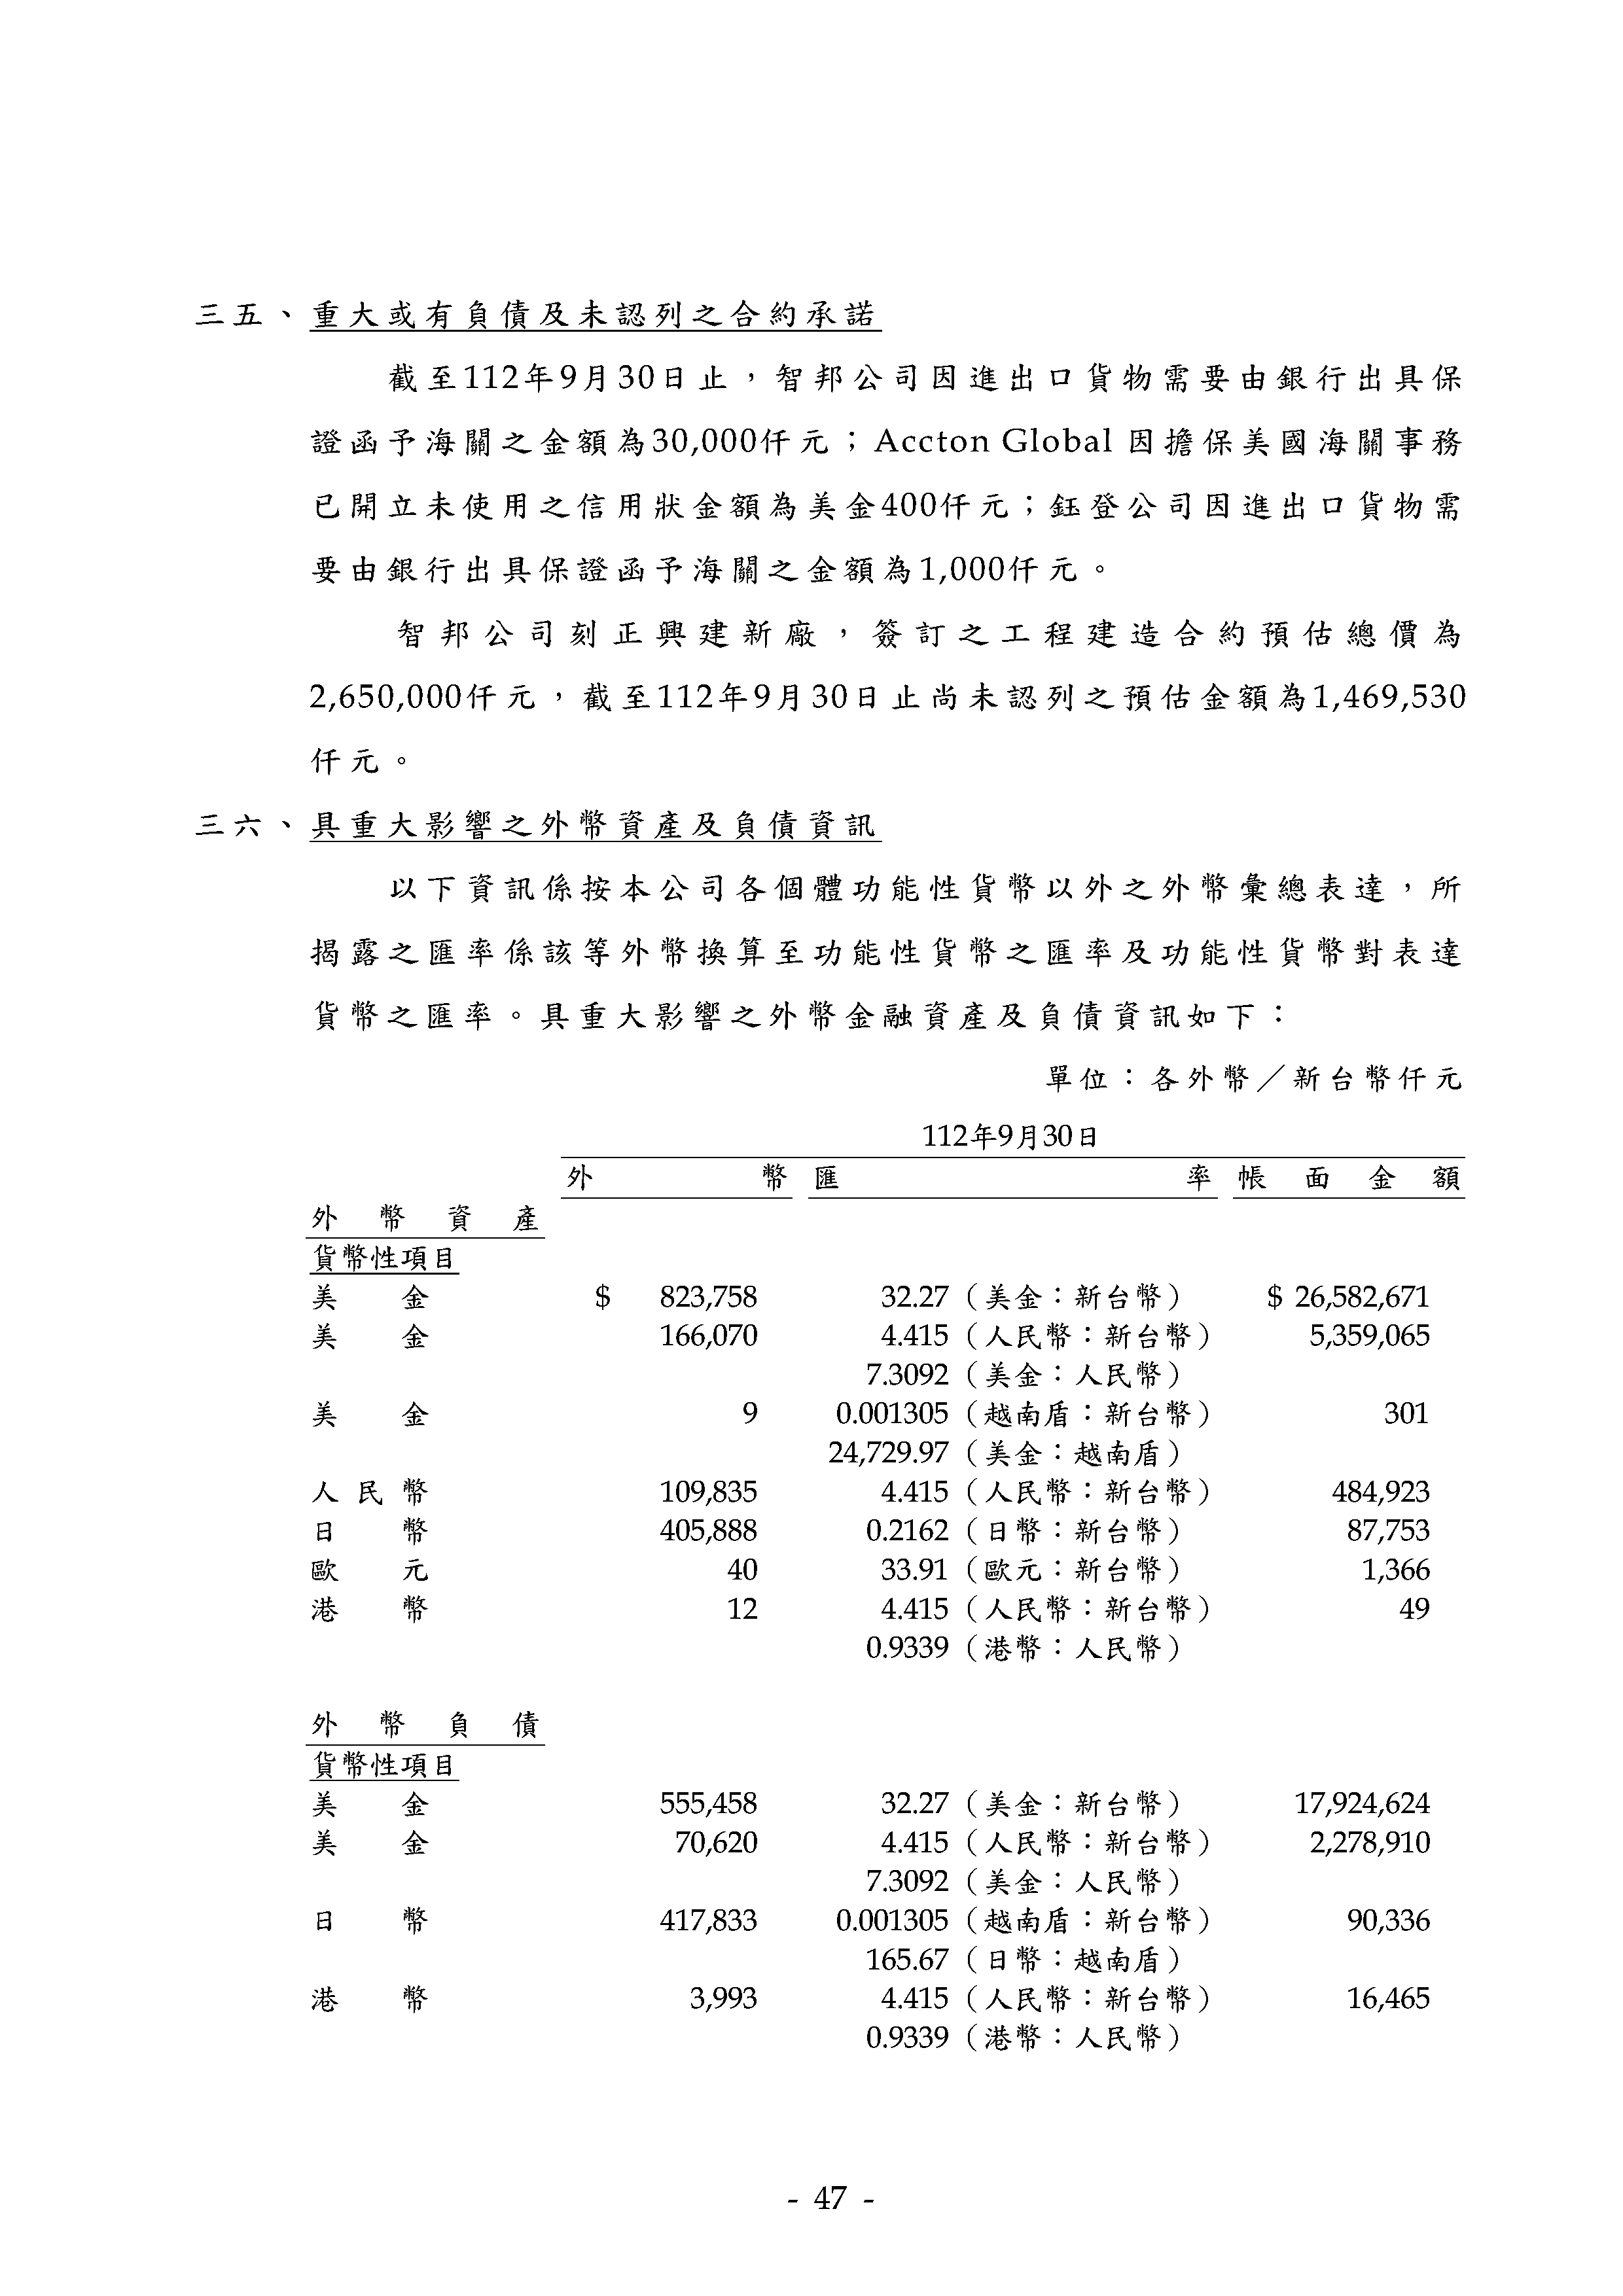 三五、重大或有負債及未認列之合約承諾
截至112年9月30日止，智邦公司因進出口貨物需要由銀行出具保
證函予海關之金額為30,000仟元；Accton Global 因擔保美國海關事務
已開立未使用之信用狀金額為美金400仟元；鈺登公司因進出口貨物需
要由銀行出具保證函予海關之金額為1,000仟元。
智邦公司刻正興建新廠，簽訂之工程建造合約預估總價為
2,650,000仟元，截至112年9月30日止尚未認列之預估金額為1,469,530
仟元。
三六、具重大影響之外幣資產及負債資訊
以下資訊係按本公司各個體功能性貨幣以外之外幣彙總表達，所
揭露之匯率係該等外幣換算至功能性貨幣之匯率及功能性貨幣對表達
貨幣之匯率。具重大影響之外幣金融資產及負債資訊如下：
單位：各外幣／新台幣仟元
112年9月30日
外幣 匯率 帳面金額
外幣資產
貨幣性項目
美金 $ 823,758 32.27（美金：新台幣） $ 26,582,671
美金 166,070 4.415（人民幣：新台幣） 5,359,065
7.3092（美金：人民幣）
美金 9 0.001305（越南盾：新台幣） 301
24,729.97（美金：越南盾）
人民幣 109,835 4.415（人民幣：新台幣） 484,923
日幣 405,888 0.2162（日幣：新台幣） 87,753
歐元 40 33.91（歐元：新台幣） 1,366
港幣 12 4.415（人民幣：新台幣） 49
0.9339（港幣：人民幣）
外幣負債
貨幣性項目
美金 555,458 32.27（美金：新台幣） 17,924,624
美金 70,620 4.415（人民幣：新台幣） 2,278,910
7.3092（美金：人民幣）
日幣 417,833 0.001305（越南盾：新台幣） 90,336
165.67（日幣：越南盾）
港幣 3,993 4.415（人民幣：新台幣） 16,465
0.9339（港幣：人民幣）
- 47 -